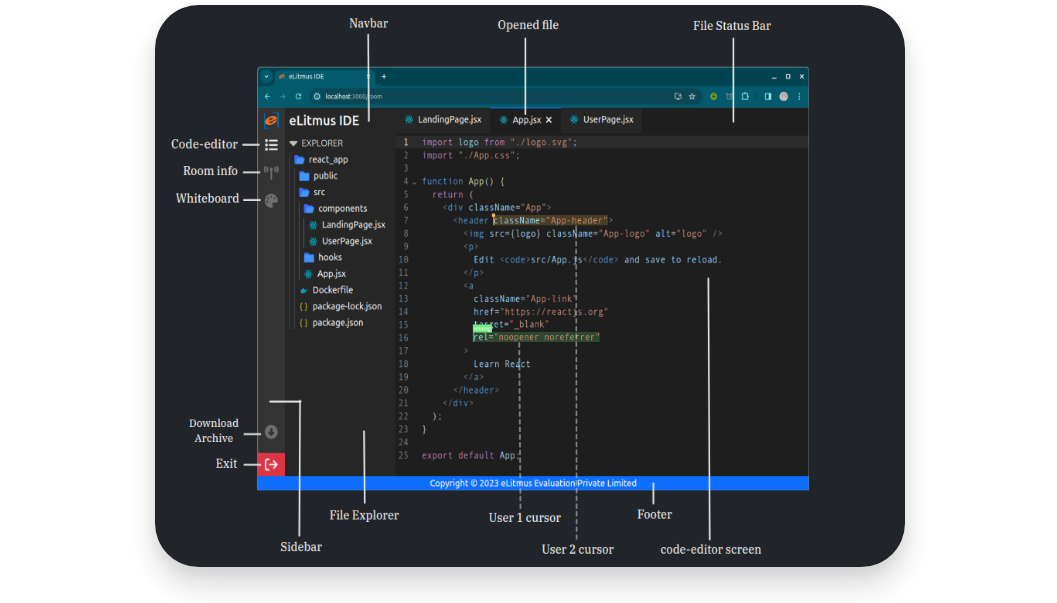 Navbar
Opened file
File Status Bar
eLitmus IDE
localhost:3000/room
eLitmus IDE
LandingPage.jsx
App.jsx
UserPage.jsx
Code-editor
Room info
Whiteboard
Download
Archive
Exit
EXPLORER
react_app
public
src
components
LandingPage.jsx
UserPage.jsx
hooks
App.jsx
Dockerfile
{} package-lock.json
{} package.json
1 import logo from "./logo.svg";
2 import "./App.css";
3
4 function App() {
5 return (
6 <div className="App">
7 <header className="App-header">
8 <img src={logo} className="App-logo" alt="logo" />
9 <p>
10 Edit <code>src/App.js</code> and save to reload.
11 </p>
12 <a
13 className="App-link"
14 href="https://reactjs.org"
15 target="_blank"
16 rel="noopener noreferrer"
17 >
18 Learn React
19 </a>
20 </header>
21 </div>
22 );
23 }
24
25 export default App;
Copyright © 2023 eLitmus Evaluation Private Limited
File Explorer
User 1 cursor
Footer
Sidebar
User 2 cursor
code-editor screen